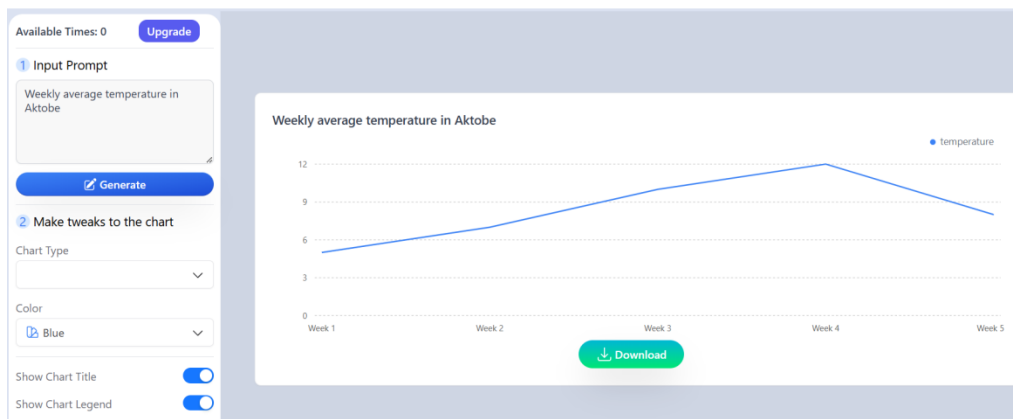 Available Times: 0
Upgrade
1 Input Prompt
Weekly average temperature in
Aktobe
Generate
2 Make tweaks to the chart
Chart Type
Color
Blue
Show Chart Title
Show Chart Legend
Weekly average temperature in Aktobe
temperature
12
9
6
3
0
Week 1 Week 2 Week 3 Week 4 Week 5
Download